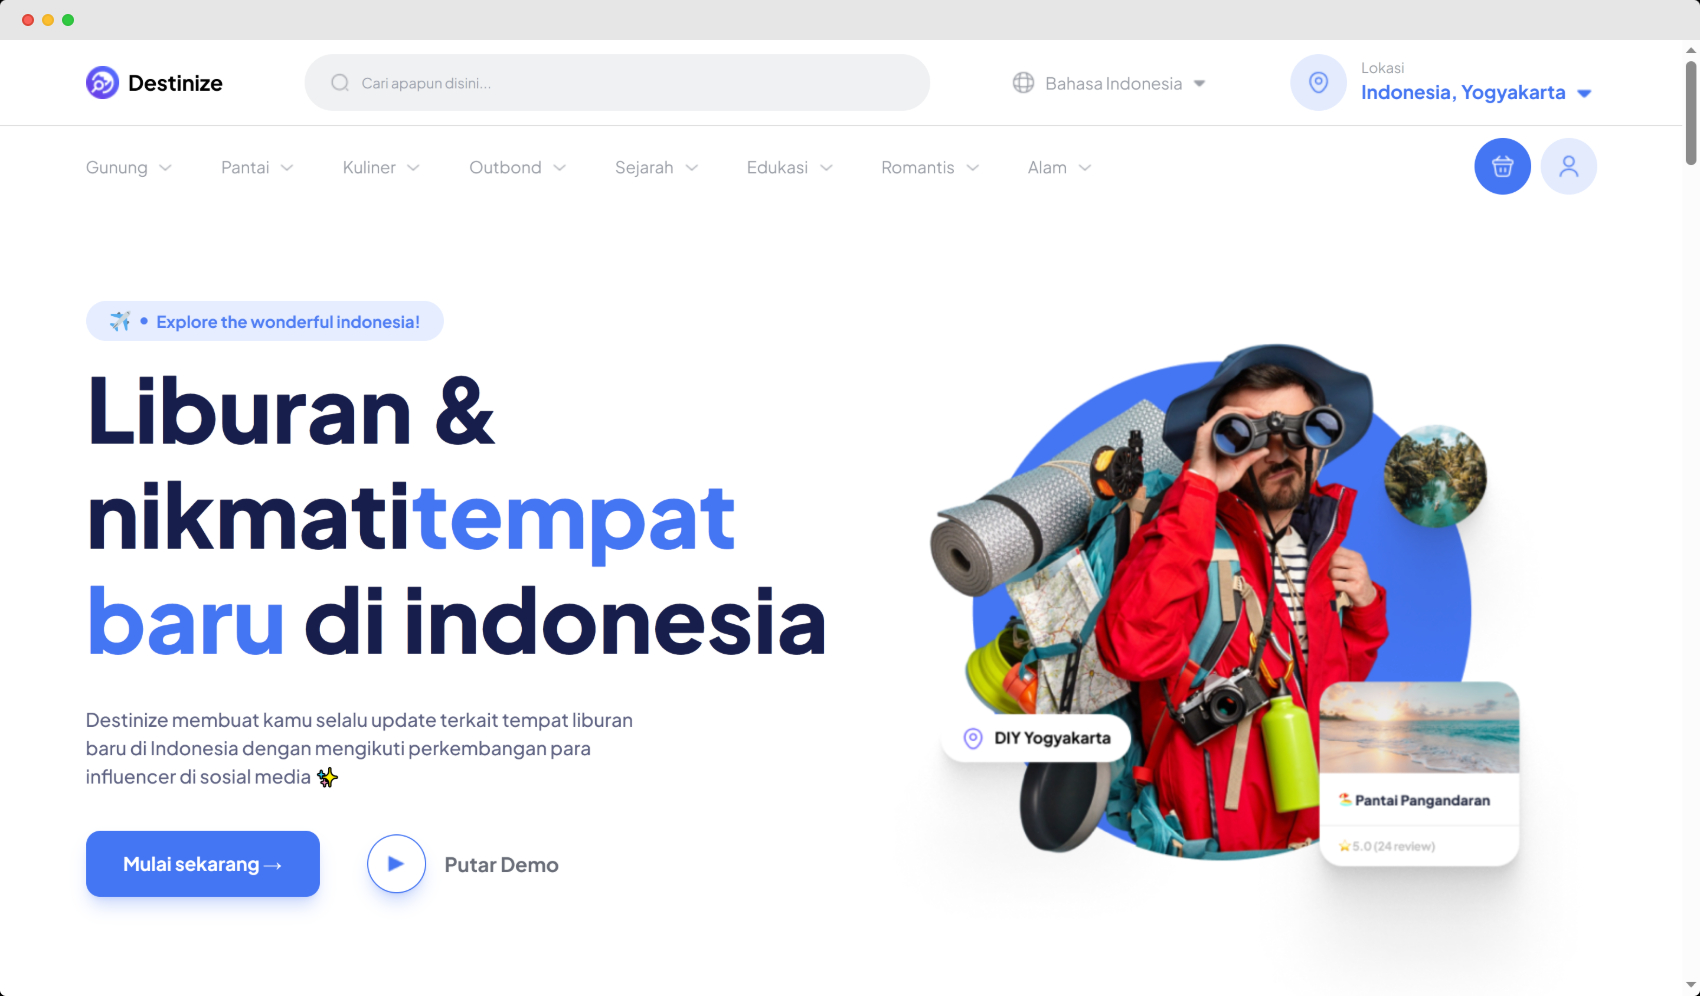 Destinize
Cari apapun disini...
Bahasa Indonesia
Lokasi
Indonesia, Yogyakarta
Gunung
Pantai
Kuliner
Outbond
Sejarah
Edukasi
Romantis
Alam
✈️ • Explore the wonderful indonesia!
Liburan &
nikmatitempat
baru di indonesia
Destinize membuat kamu selalu update terkait tempat liburan
baru di Indonesia dengan mengikuti perkembangan para
influencer di sosial media ✨
Mulai sekarang →
Putar Demo
DIY Yogyakarta
🏖️ Pantai Pangandaran
⭐ 5.0 (24 review)